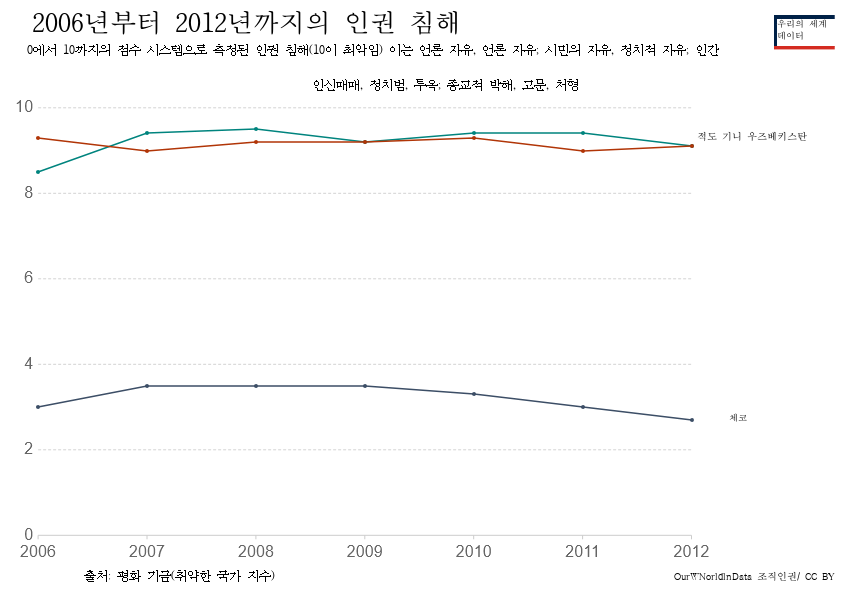 2006년부터 2012년까지의 인권 침해
우리의 세계
데이터
0에서 10까지의 점수 시스템으로 측정된 인권 침해(10이 최악임) 이는 언론 자유, 언론 자유; 시민의 자유, 정치적 자유; 인간
인신매매, 정치범, 투옥; 종교적 박해, 고문, 처형
10
적도 기니 우즈베키스탄
8
6
4
체코
2
0
2006 2007 2008 2009 2010 2011 2012
출처: 평화 기금(취약한 국가 지수)
OurWNorldInData 조직인권/ CC BY